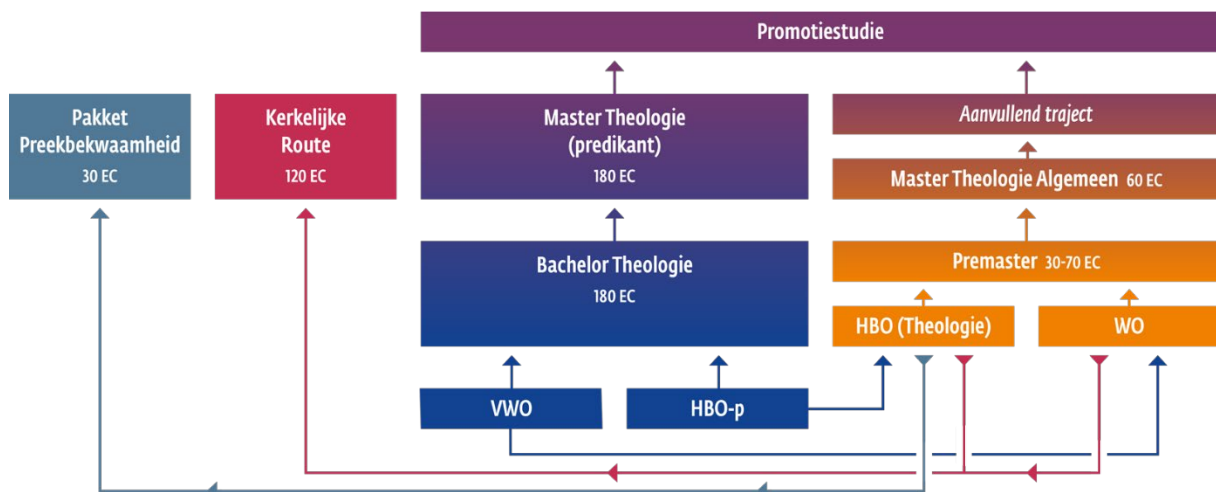 Promotiestudie
Pakket
Preekbekwaamheid
30 EC
Kerkelijke
Route
120 EC
Master Theologie
(predikant)
180 EC
Aanvullend traject
Master Theologie Algemeen 60 EC
Bachelor Theologie
180 EC
Premaster 30-70 EC
HBO (Theologie)
WO
VWO
HBO-p